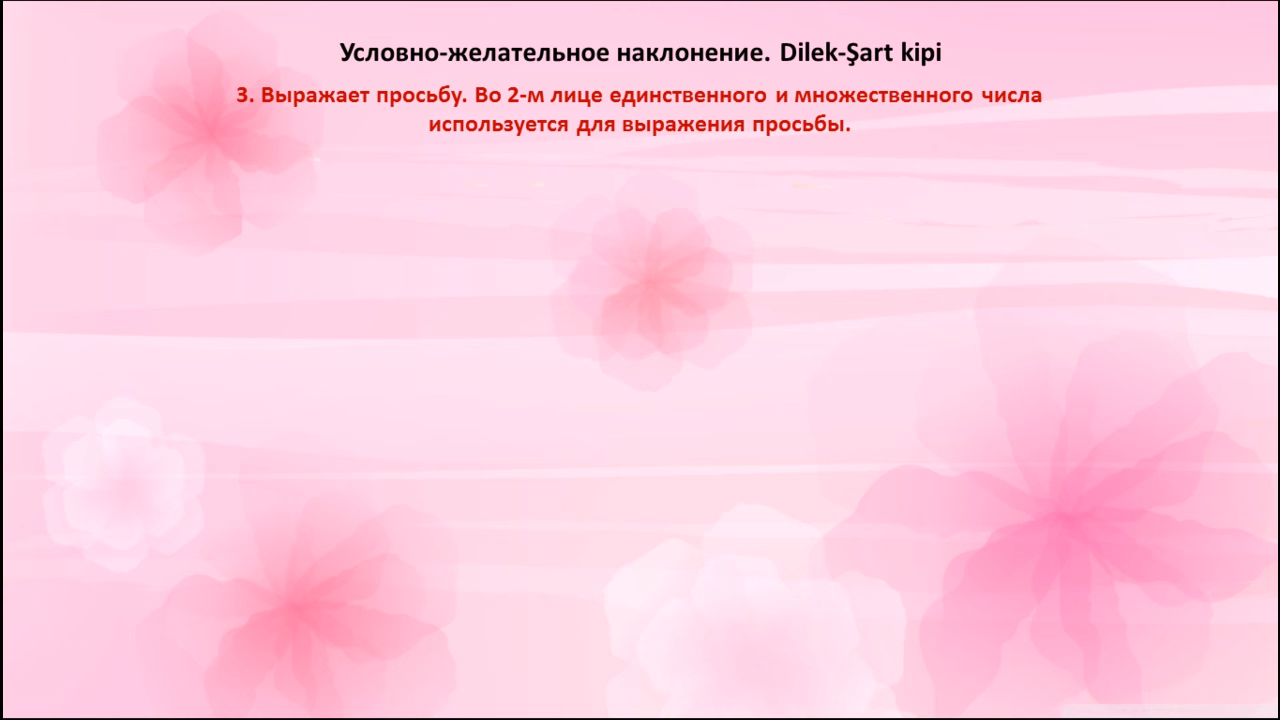 Условно-желательное наклонение. Dilek-Şart kipi
3. Выражает просьбу. Во 2-м лице единственного и множественного числа
используется для выражения просьбы.